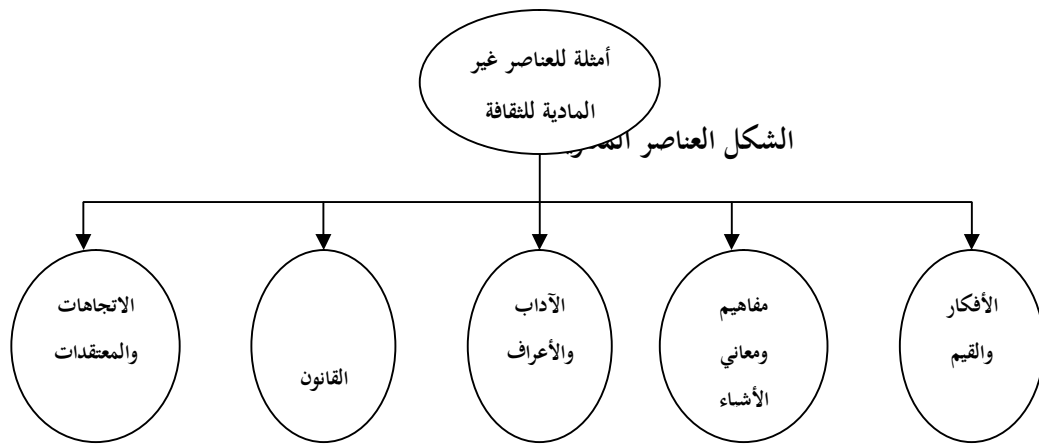 أمثلة للعناصر غير
المادية للثقافة
الشكل العناصر
الأفكار
والقيم
مفاهيم
ومعاني
الأشياء
الآداب
والأعراف
القانون
الاتجاهات
والمعتقدات